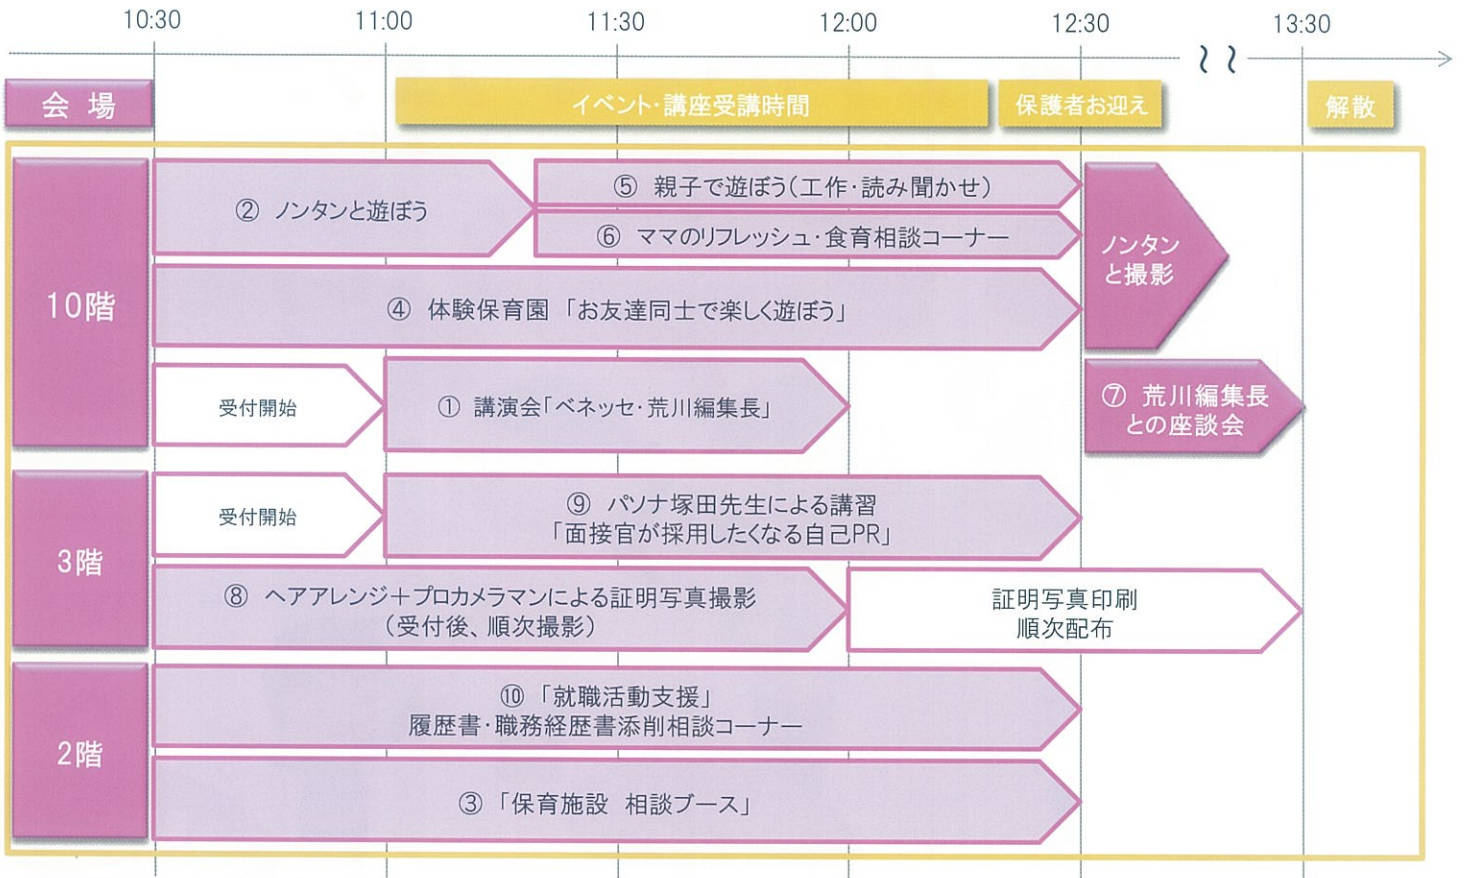 10:30 11:00 11:30 12:00 12:30 13:30
会場
イベント・講座受講時間
保護者お迎え
解散
10階
② ノンタンと遊ぼう
⑤ 親子で遊ぼう(工作・読み聞かせ)
⑥ ママのリフレッシュ・食育相談コーナー
④ 体験保育園 「お友達同士で楽しく遊ぼう」
ノンタン
と撮影
受付開始
① 講演会「ベネッセ・荒川編集長」
⑦ 荒川編集長
との座談会
3階
受付開始
⑨ パソナ塚田先生による講習
「面接官が採用したくなる自己PR」
⑧ ヘアアレンジ+プロカメラマンによる証明写真撮影
(受付後、順次撮影)
証明写真印刷
順次配布
2階
⑩ 「就職活動支援」
履歴書・職務経歴書添削相談コーナー
③ 「保育施設 相談ブース」